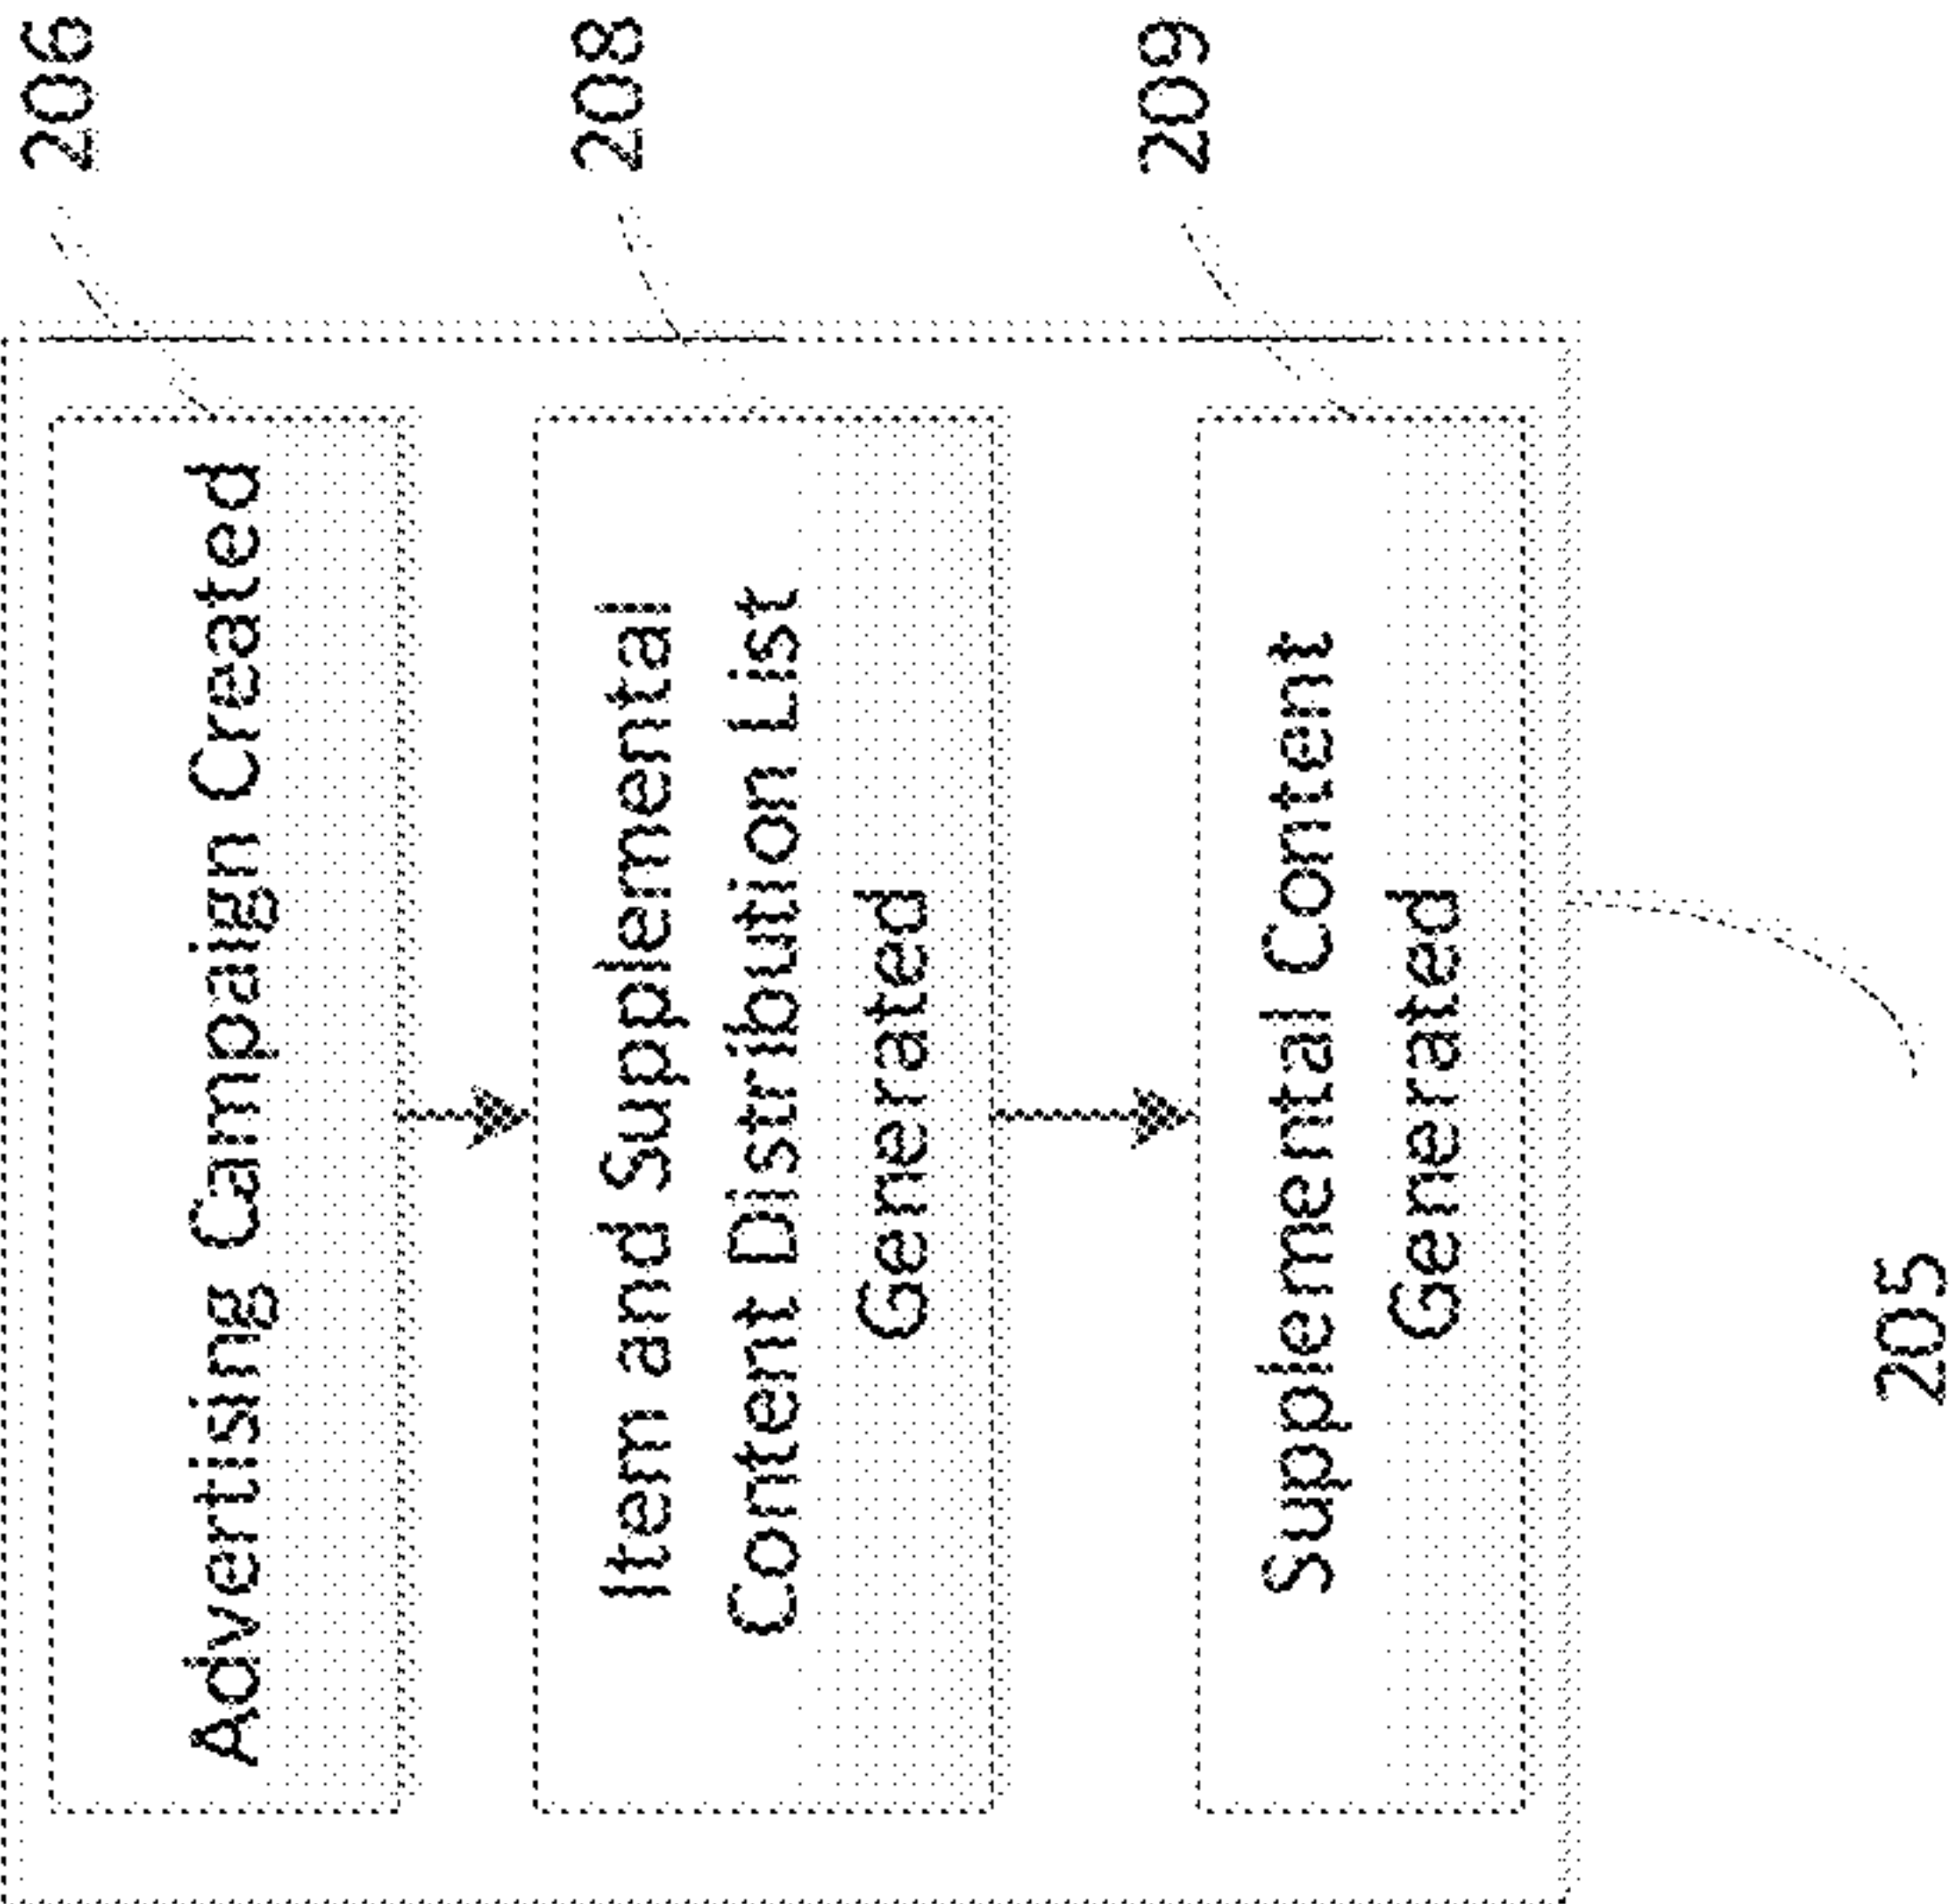 Advertising Campaign Created
206
Item and Supplemental
Content Distribution List
Generated
208
Supplemental Content
Generated
209
205